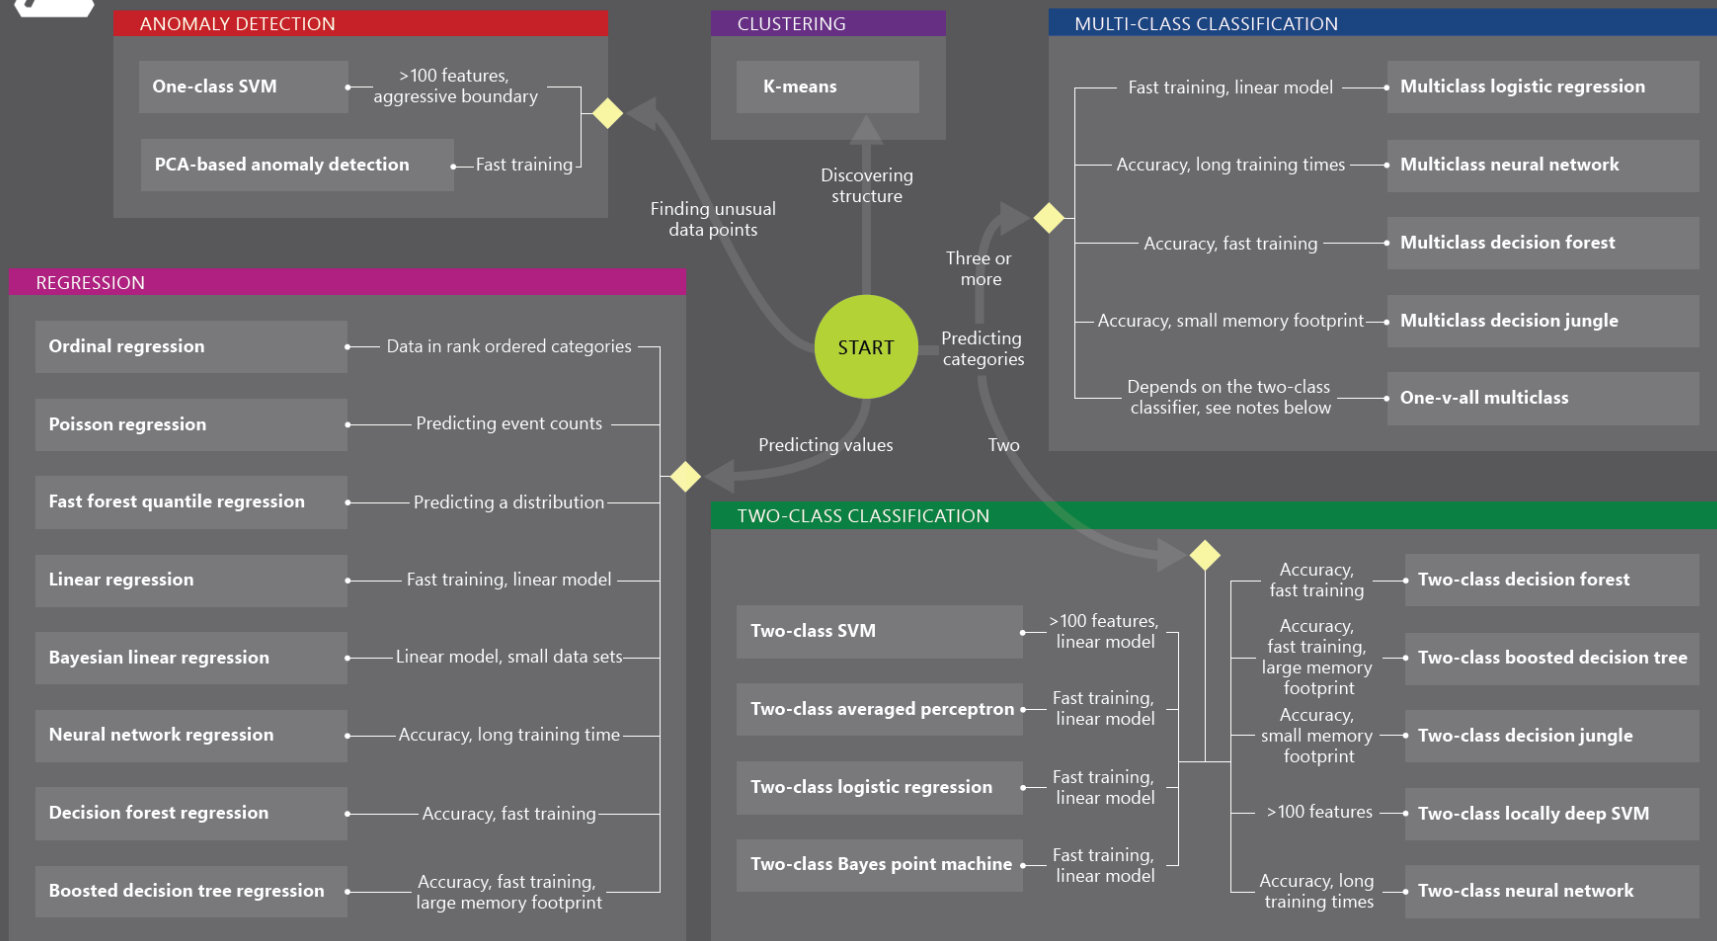 ANOMALY DETECTION
One-class SVM
>100 features,
aggressive boundary
PCA-based anomaly detection
Fast training
CLUSTERING
K-means
MULTI-CLASS CLASSIFICATION
Fast training, linear model
Multiclass logistic regression
Accuracy, long training times
Multiclass neural network
Accuracy, fast training
Multiclass decision forest
Accuracy, small memory footprint
Multiclass decision jungle
Depends on the two-class
classifier, see notes below
One-v-all multiclass
Finding unusual
data points
Discovering
structure
Three or
more
START
Predicting
categories
Predicting values
Two
REGRESSION
Ordinal regression
Data in rank ordered categories
Poisson regression
Predicting event counts
Fast forest quantile regression
Predicting a distribution
Linear regression
Fast training, linear model
Bayesian linear regression
Linear model, small data sets
Neural network regression
Accuracy, long training time
Decision forest regression
Accuracy, fast training
Boosted decision tree regression
Accuracy, fast training,
large memory footprint
TWO-CLASS CLASSIFICATION
Two-class SVM
>100 features,
linear model
Two-class averaged perceptron
Fast training,
linear model
Two-class logistic regression
Fast training,
linear model
Two-class Bayes point machine
Fast training,
linear model
Accuracy,
fast training
Two-class decision forest
Accuracy,
fast training,
large memory
footprint
Two-class boosted decision tree
Accuracy,
small memory
footprint
Two-class decision jungle
>100 features
Two-class locally deep SVM
Accuracy, long
training times
Two-class neural network